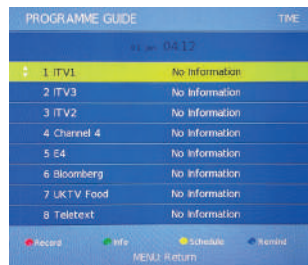 PROGRAMME GUIDE TIME
04:12
1 ITV1 No Information
2 ITV3 No Information
3 ITV2 No Information
4 Channel 4 No Information
5 E4 No Information
6 Bloomberg No Information
7 UKTV Food No Information
8 Teletext No Information
Record Info Schedule Remind
MENU: Return